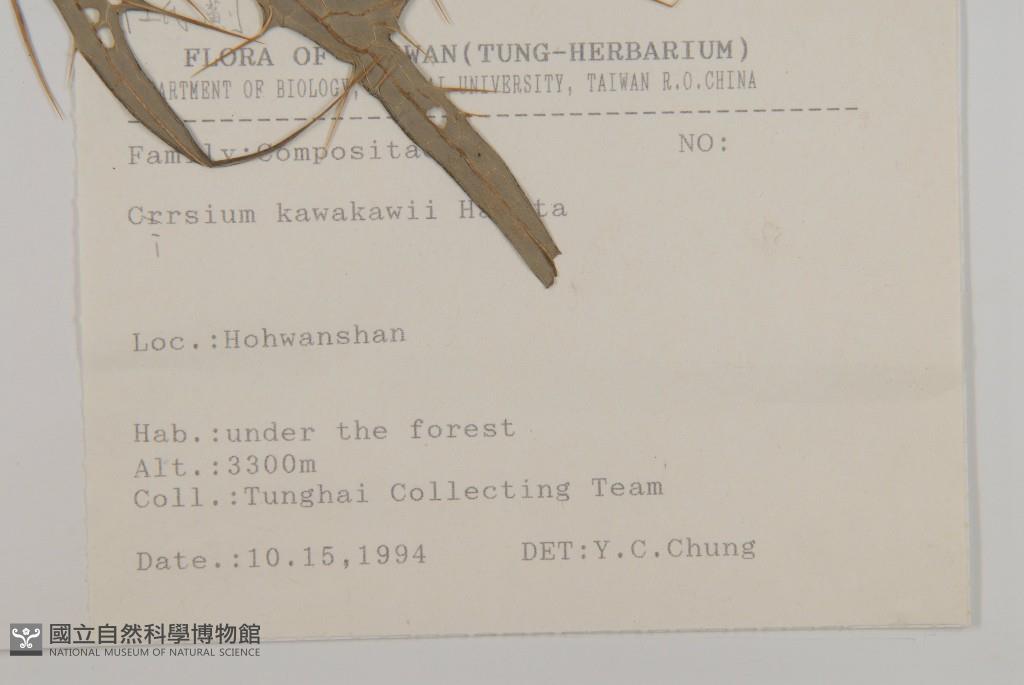 FLORA OF WAN(TUNG-HERBARIUM)
OF BIOLOGY, UNIVERSITY, TAIWAN R.O.CHINA
Family:Composita NO:
Crrsium kawakawii
i
Loc.:Hohwanshan
Hab.:under the forest
Alt.:3300m
Coll.:Tunghai Collecting Team
Date.:10.15,1994 DET:Y.C.Chung
國立自然科學博物館
NATIONAL MUSEUM OF NATURAL SCIENCE